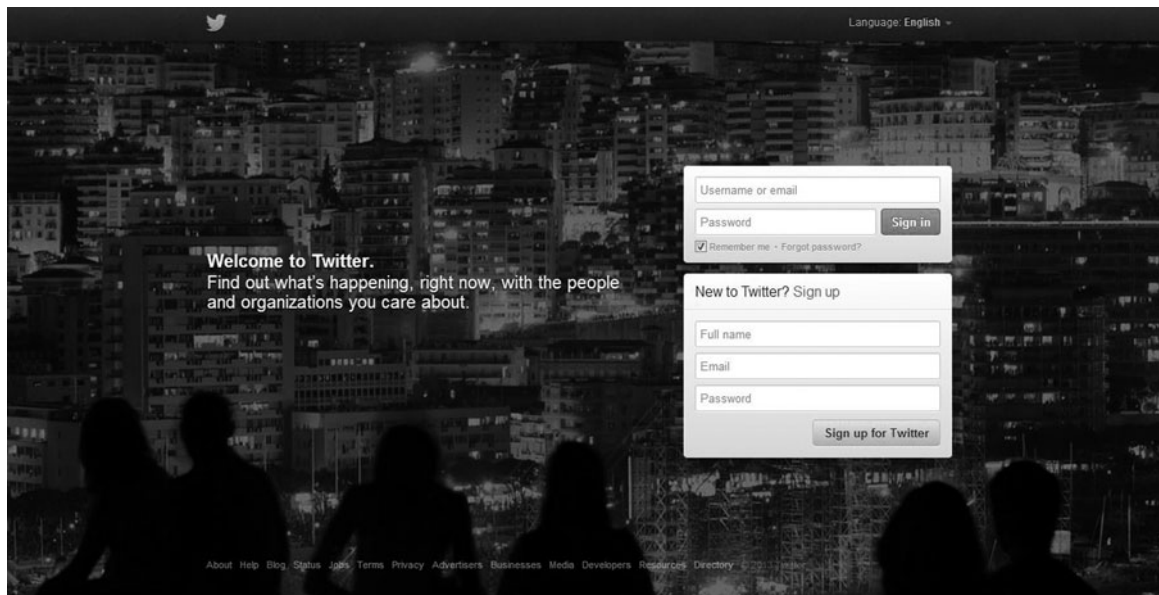 Language: English
Username or email
Password
Sign in
Remember me · Forgot password?
Welcome to Twitter.
Find out what's happening, right now, with the people
and organizations you care about.
New to Twitter? Sign up
Full name
Email
Password
Sign up for Twitter
About Help Blog Status Jobs Terms Privacy Advertisers Businesses Media Developers Resources Directory